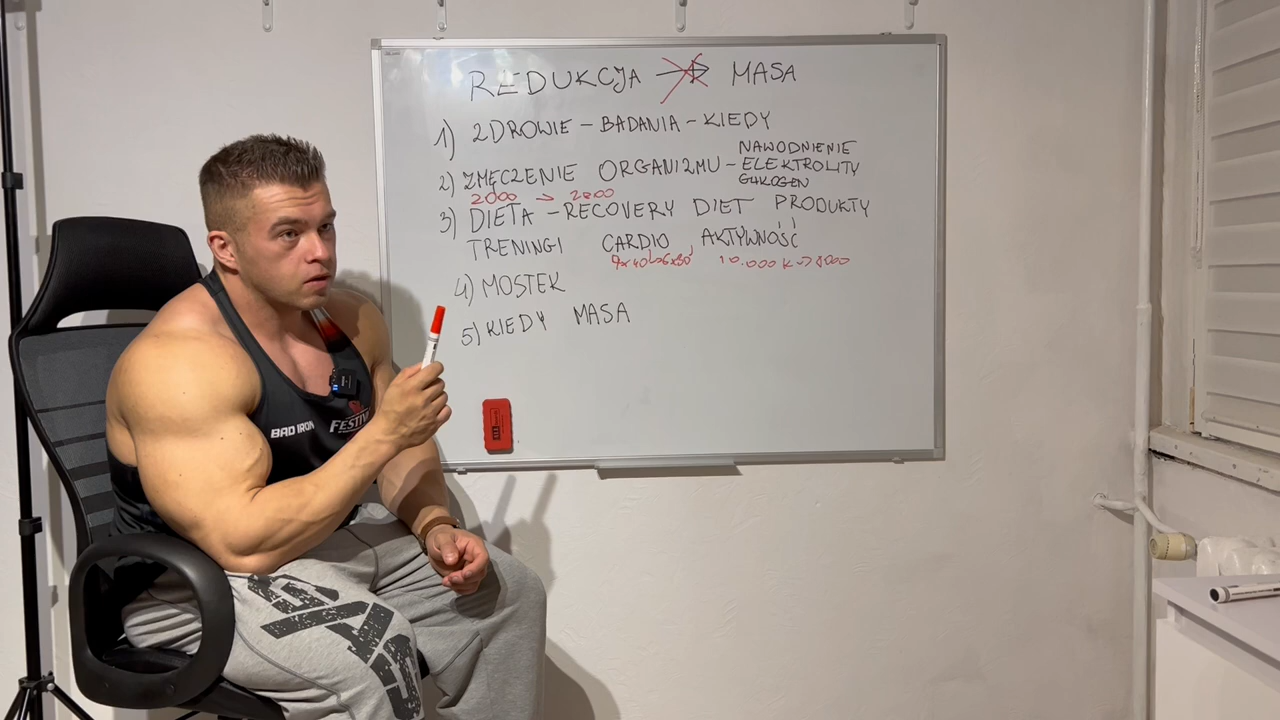 REDUKCJA → MASA
1) ZDROWIE - BADANIA - KIEDY
2) ZMĘCZENIE ORGANIZMU - NAWODNIENIE
ELEKTROLITY
GLIKOGEN
2000 -> 2800
3) DIETA - RECOVERY DIET PRODUKTY
TRENINGI CARDIO, AKTYWNOŚĆ
10.000 K -> 8000
4) MOSTEK
5) KIEDY MASA
BAD IRON